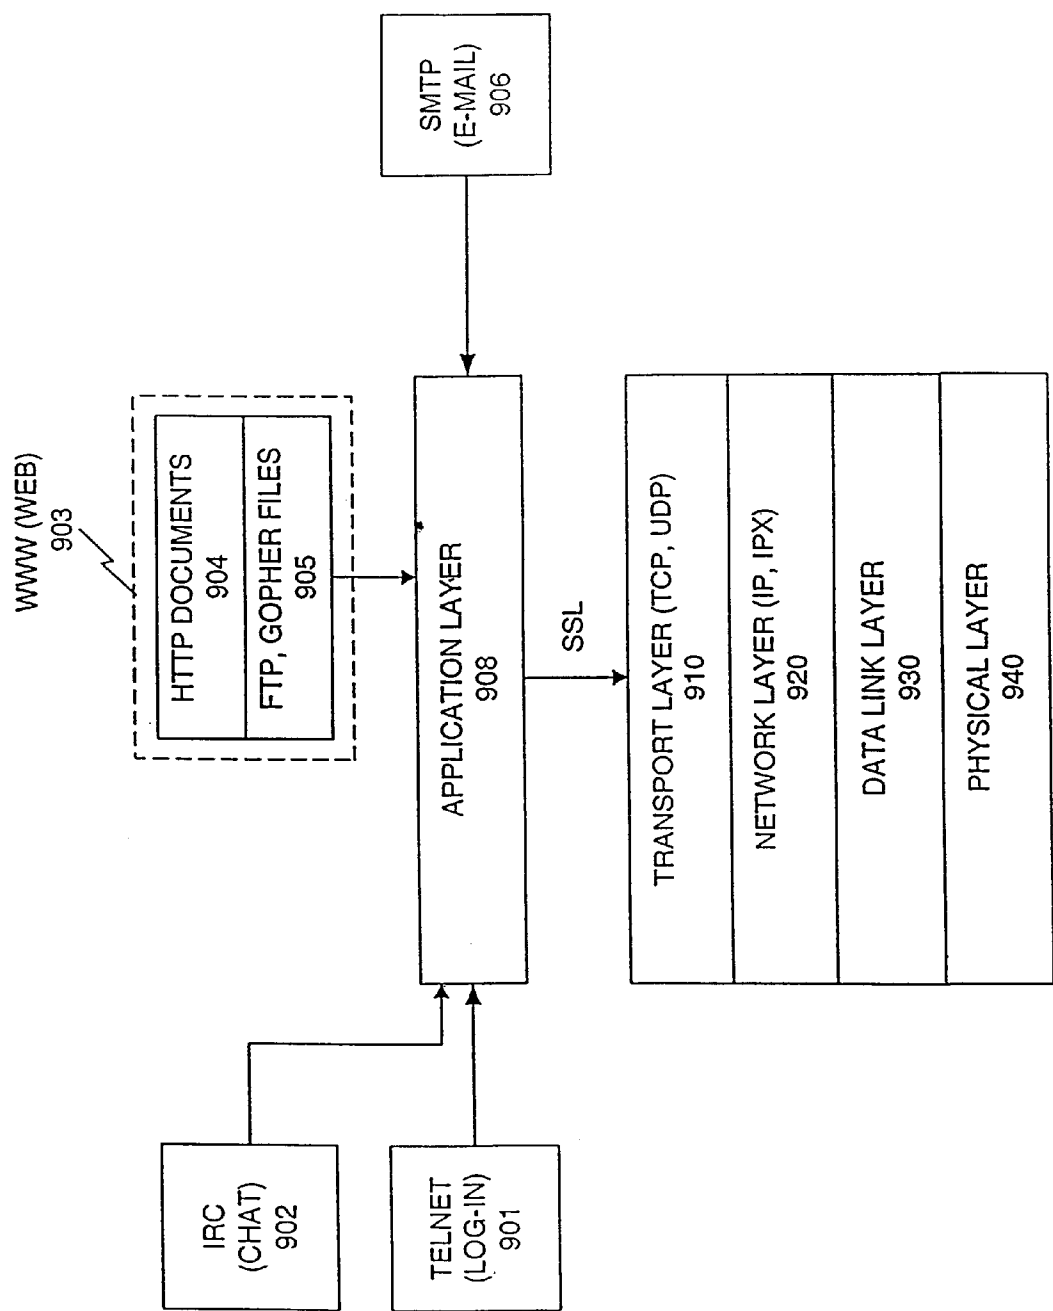 WWW (WEB)
903
HTTP DOCUMENTS
904
FTP, GOPHER FILES
905
IRC
(CHAT)
902
TELNET
(LOG-IN)
901
APPLICATION LAYER
908
SMTP
(E-MAIL)
906
SSL
TRANSPORT LAYER (TCP, UDP)
910
NETWORK LAYER (IP, IPX)
920
DATA LINK LAYER
930
PHYSICAL LAYER
940